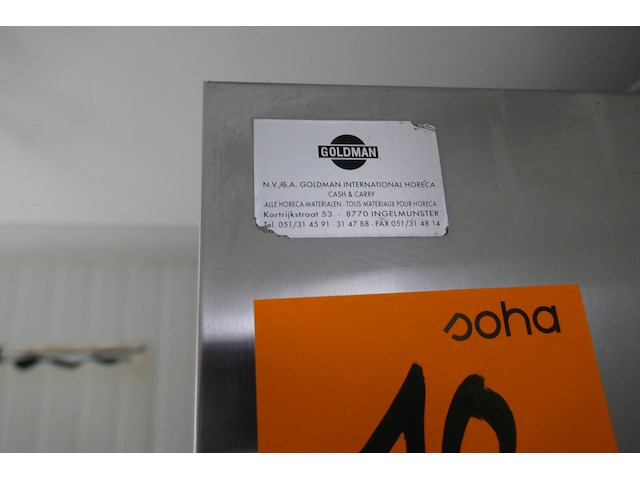 GOLDMAN
N.V./S.A. GOLDMAN INTERNATIONAL HORECA
CASH & CARRY
ALLE HORECA-MATERIALEN - TOUS MATERIAUX POUR HORECA
Kortrijkstraat 53 - 8770 INGELMUNSTER
Tel. 051/31 45 91 - 31 47 88 - FAX 051/31 48 14
soha